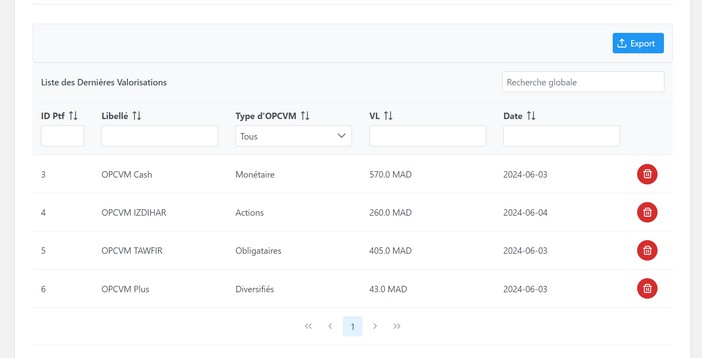 Export
Liste des Dernières Valorisations Recherche globale
ID Ptf Libellé Type d'OPCVM VL Date
Tous
3 OPCVM Cash Monétaire 570.0 MAD 2024-06-03
4 OPCVM IZDIHAR Actions 260.0 MAD 2024-06-04
5 OPCVM TAWFIR Obligataires 405.0 MAD 2024-06-03
6 OPCVM Plus Diversifiés 43.0 MAD 2024-06-03
1